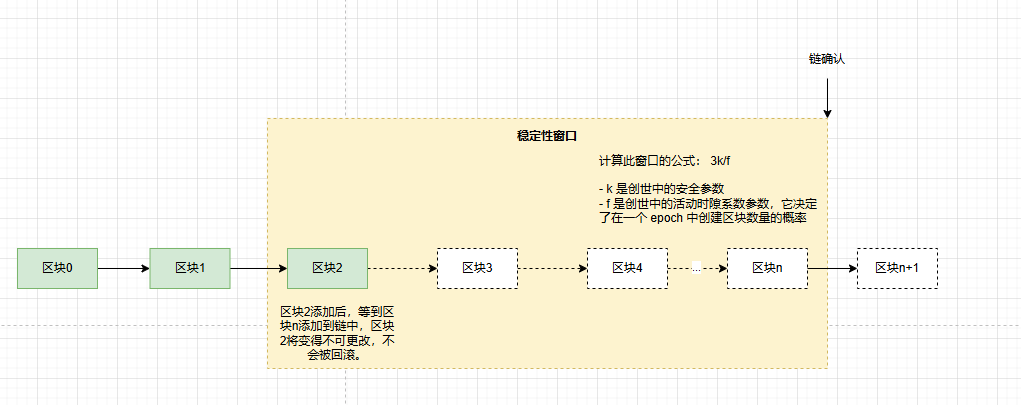 链确认
稳定性窗口
计算此窗口的公式： 3k/f
- k 是创世中的安全参数
- f 是创世中的活动时隙系数参数，它决定
了在一个 epoch 中创建区块数量的概率
区块0
区块1
区块2
区块3
区块4
...
区块n
区块n+1
区块2添加后，等到区
块n添加到链中，区块
2将变得不可更改，不
会被回滚。